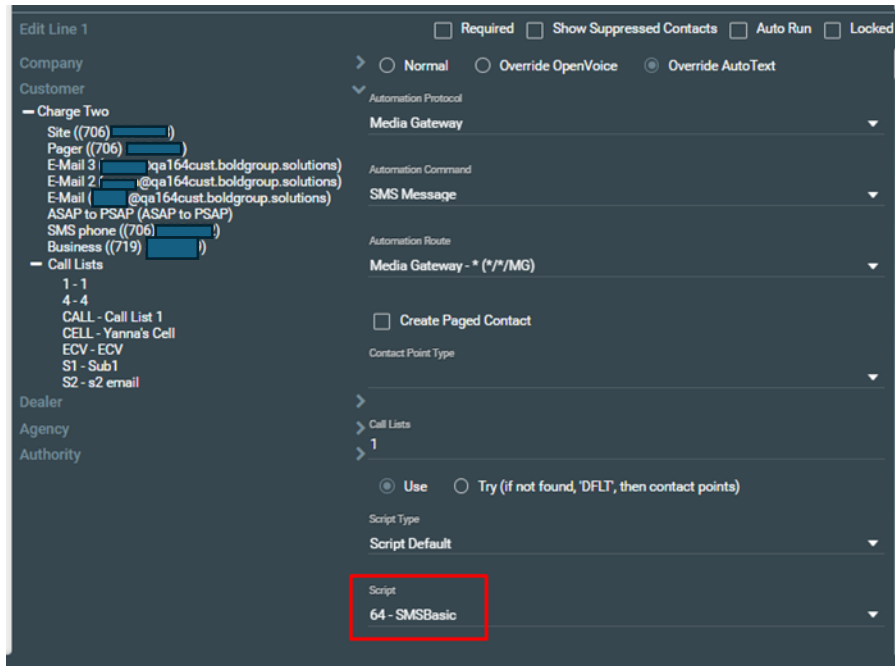 Edit Line 1
Required Show Suppressed Contacts Auto Run Locked
Company
Normal Override OpenVoice Override AutoText
Customer
Charge Two
Site ((706) )
Pager ((706) )
E-Mail 3 ( @qa164cust.boldgroup.solutions)
E-Mail 2 ( @qa164cust.boldgroup.solutions)
E-Mail ( @qa164cust.boldgroup.solutions)
ASAP to PSAP (ASAP to PSAP)
SMS phone ((706) )
Business ((719) )
Call Lists
1 - 1
4 - 4
CALL - Call List 1
CELL - Yanna's Cell
ECV - ECV
S1 - Sub1
S2 - s2 email
Dealer
Agency
Authority
Automation Protocol
Media Gateway
Automation Command
SMS Message
Automation Route
Media Gateway - * (*/*/MG)
Create Paged Contact
Contact Point Type
Call Lists
1
Use Try (if not found, 'DFLT', then contact points)
Script Type
Script Default
Script
64 - SMSBasic